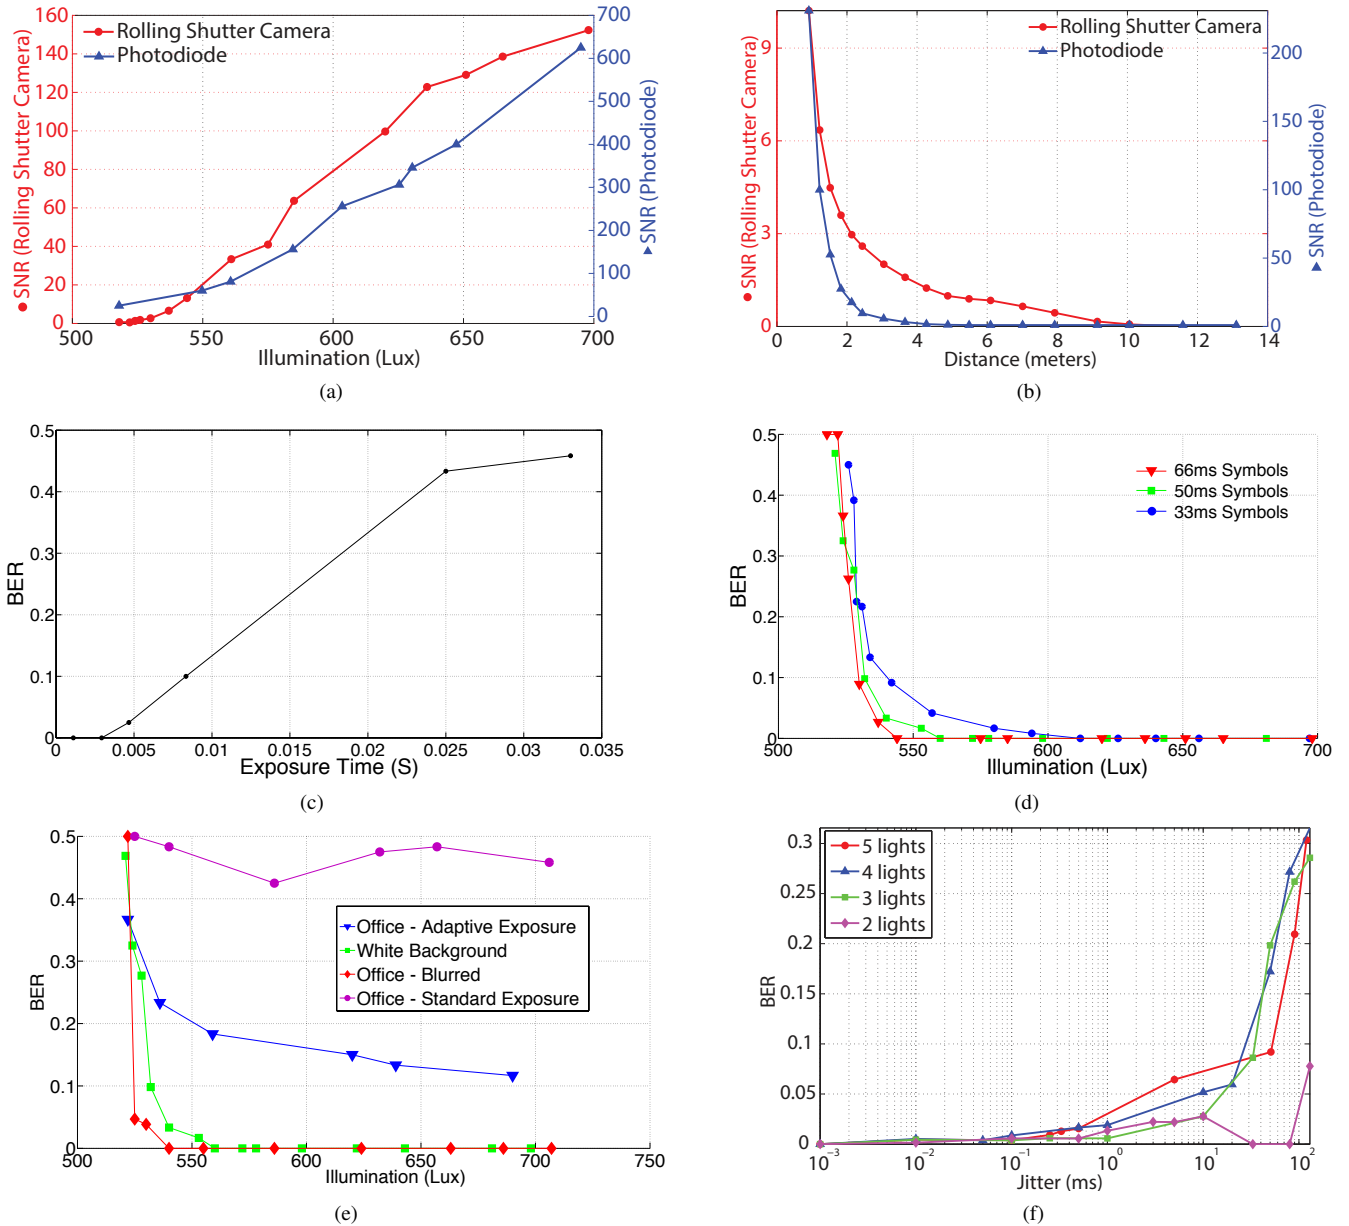 ● SNR (Rolling Shutter Camera)
160
140
120
100
80
60
40
20
0
Rolling Shutter Camera
Photodiode
700
600
500
400
300
200
100
0
▲ SNR (Photodiode)
500 550 600 650 700
Illumination (Lux)
(a)
● SNR (Rolling Shutter Camera)
9
6
3
0
Rolling Shutter Camera
Photodiode
200
150
100
50
0
▲ SNR (Photodiode)
0 2 4 6 8 10 12 14
Distance (meters)
(b)
BER
0.5
0.4
0.3
0.2
0.1
0
0 0.005 0.01 0.015 0.02 0.025 0.03 0.035
Exposure Time (S)
(c)
BER
0.5
0.4
0.3
0.2
0.1
0
66ms Symbols
50ms Symbols
33ms Symbols
500 550 600 650 700
Illumination (Lux)
(d)
BER
0.5
0.4
0.3
0.2
0.1
0
Office - Adaptive Exposure
White Background
Office - Blurred
Office - Standard Exposure
500 550 600 650 700 750
Illumination (Lux)
(e)
BER
0.3
0.25
0.2
0.15
0.1
0.05
0
5 lights
4 lights
3 lights
2 lights
10⁻³ 10⁻² 10⁻¹ 10⁰ 10¹ 10²
Jitter (ms)
(f)